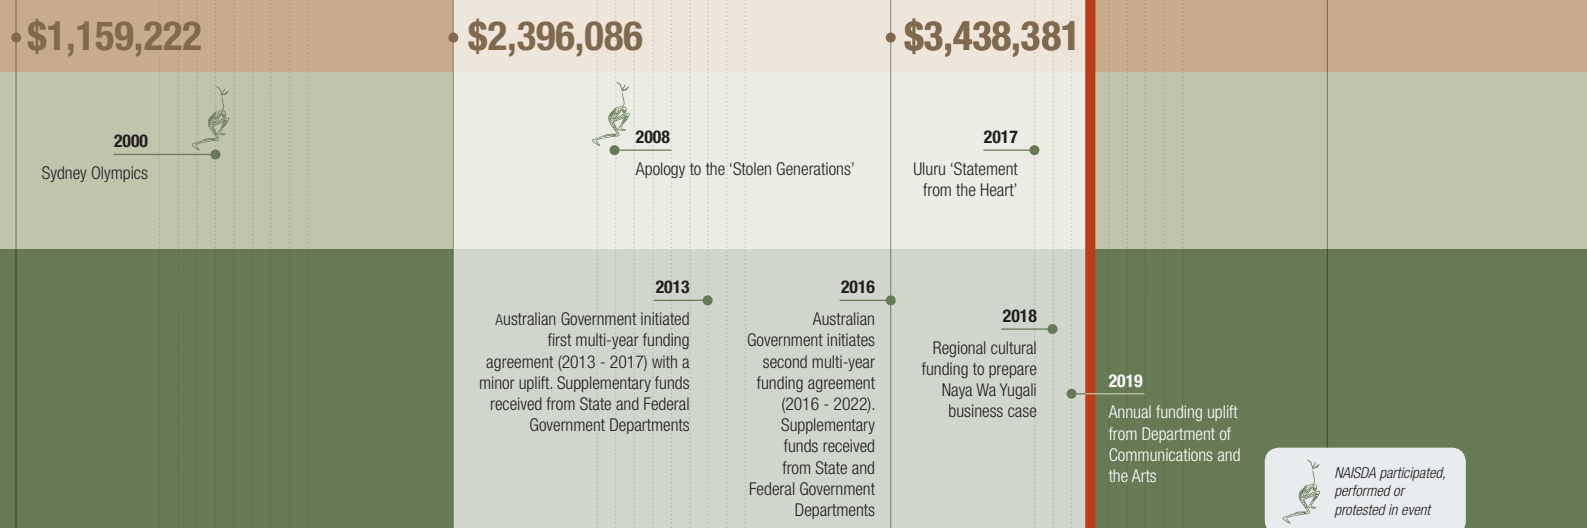 $1,159,222
$2,396,086
$3,438,381
2000
Sydney Olympics
2008
Apology to the ‘Stolen Generations’
2017
Uluru ‘Statement
from the Heart’
2013
Australian Government initiated
first multi-year funding
agreement (2013 - 2017) with a
minor uplift. Supplementary funds
received from State and Federal
Government Departments
2016
Australian
Government initiates
second multi-year
funding agreement
(2016 - 2022).
Supplementary
funds received
from State and
Federal Government
Departments
2018
Regional cultural
funding to prepare
Naya Wa Yugali
business case
2019
Annual funding uplift
from Department of
Communications and
the Arts
NAISDA participated,
performed or
protested in event